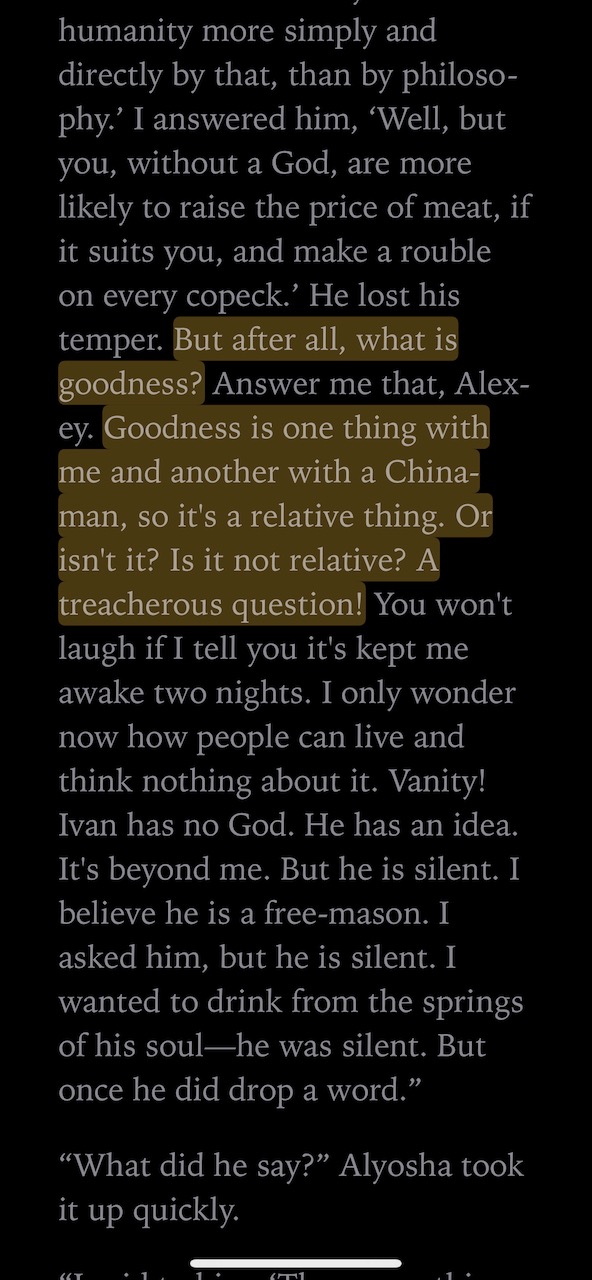 humanity more simply and
directly by that, than by philoso-
phy.’ I answered him, ‘Well, but
you, without a God, are more
likely to raise the price of meat, if
it suits you, and make a rouble
on every copeck.’ He lost his
temper. But after all, what is
goodness? Answer me that, Alex-
ey. Goodness is one thing with
me and another with a China-
man, so it's a relative thing. Or
isn't it? Is it not relative? A
treacherous question! You won't
laugh if I tell you it's kept me
awake two nights. I only wonder
now how people can live and
think nothing about it. Vanity!
Ivan has no God. He has an idea.
It's beyond me. But he is silent. I
believe he is a free-mason. I
asked him, but he is silent. I
wanted to drink from the springs
of his soul—he was silent. But
once he did drop a word.”
“What did he say?” Alyosha took
it up quickly.